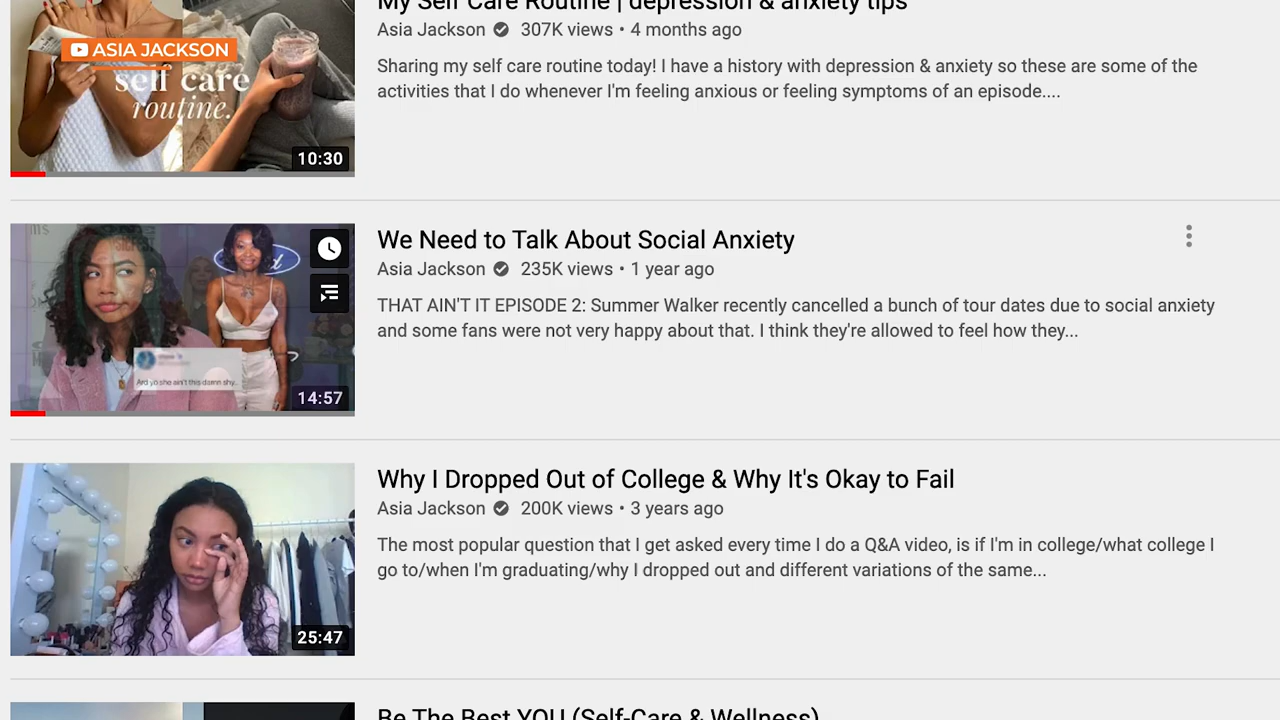 My Self Care Routine | depression & anxiety tips
Asia Jackson 307K views • 4 months ago
Sharing my self care routine today! I have a history with depression & anxiety so these are some of the
activities that I do whenever I'm feeling anxious or feeling symptoms of an episode....
ASIA JACKSON
self care
routine.
10:30
We Need to Talk About Social Anxiety
Asia Jackson 235K views • 1 year ago
THAT AIN'T IT EPISODE 2: Summer Walker recently cancelled a bunch of tour dates due to social anxiety
and some fans were not very happy about that. I think they're allowed to feel how they...
And yo she ain't this damn shy..
14:57
Why I Dropped Out of College & Why It's Okay to Fail
Asia Jackson 200K views • 3 years ago
The most popular question that I get asked every time I do a Q&A video, is if I'm in college/what college I
go to/when I'm graduating/why I dropped out and different variations of the same...
25:47
Be The Best YOU (Self-Care & Wellness)